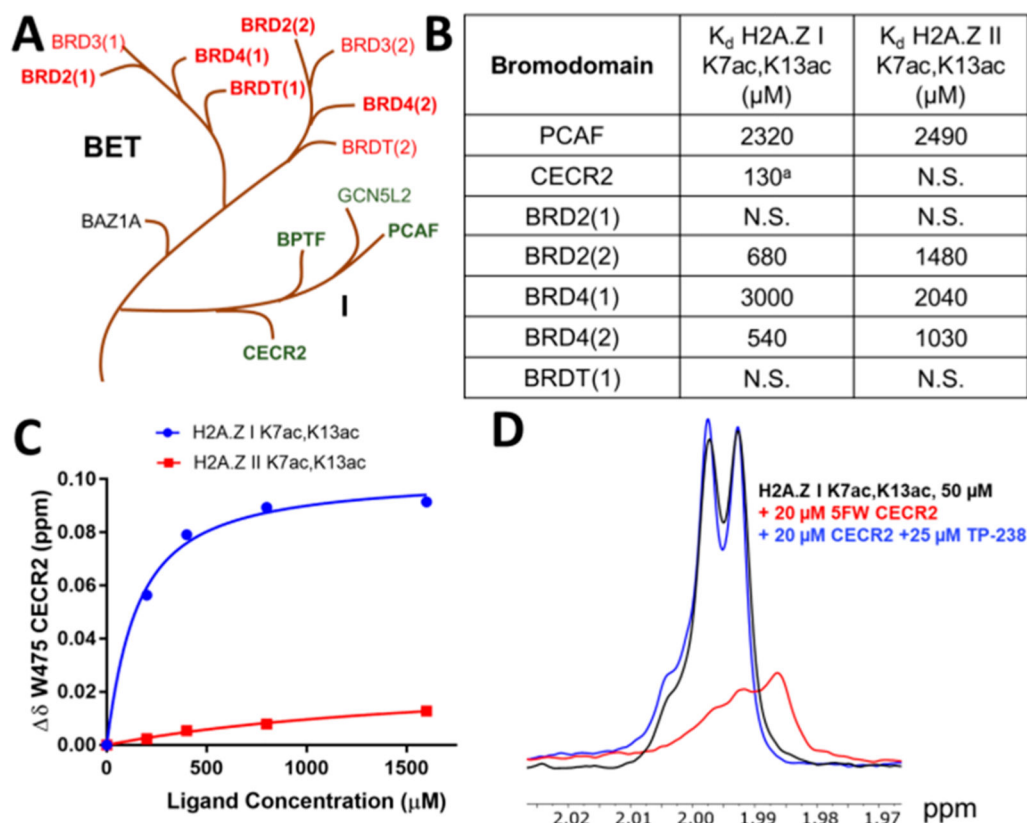 A
BRD3(1)
BRD2(1)
BRD4(1)
BRDT(1)
BRD2(2)
BRD3(2)
BRD4(2)
BRDT(2)
BET
BAZ1A
GCN5L2
BPTF
PCAF
I
CECR2
B
Bromodomain
Kd H2A.Z I
K7ac,K13ac
(µM)
Kd H2A.Z II
K7ac,K13ac
(µM)
PCAF 2320 2490
CECR2 130ª N.S.
BRD2(1) N.S. N.S.
BRD2(2) 680 1480
BRD4(1) 3000 2040
BRD4(2) 540 1030
BRDT(1) N.S. N.S.
C
H2A.Z I K7ac,K13ac
H2A.Z II K7ac,K13ac
Δδ W475 CECR2 (ppm)
0.10
0.08
0.06
0.04
0.02
0.00
0 500 1000 1500
Ligand Concentration (µM)
D
H2A.Z I K7ac,K13ac, 50 µM
+ 20 µM 5FW CECR2
+ 20 µM CECR2 +25 µM TP-238
2.02 2.01 2.00 1.99 1.98 1.97 ppm